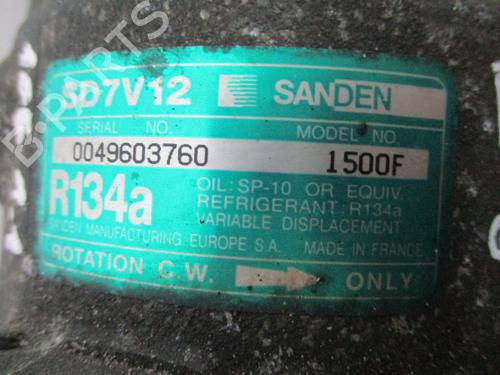 SD7V12 SANDEN
SERIAL NO. MODEL NO.
0049603760 1500F
R134a
OIL: SP-10 OR EQUIV.
REFRIGERANT: R134a
VARIABLE DISPLACEMENT
SANDEN MANUFACTURING EUROPE S.A. MADE IN FRANCE
ROTATION C.W. ONLY
B-PARTS